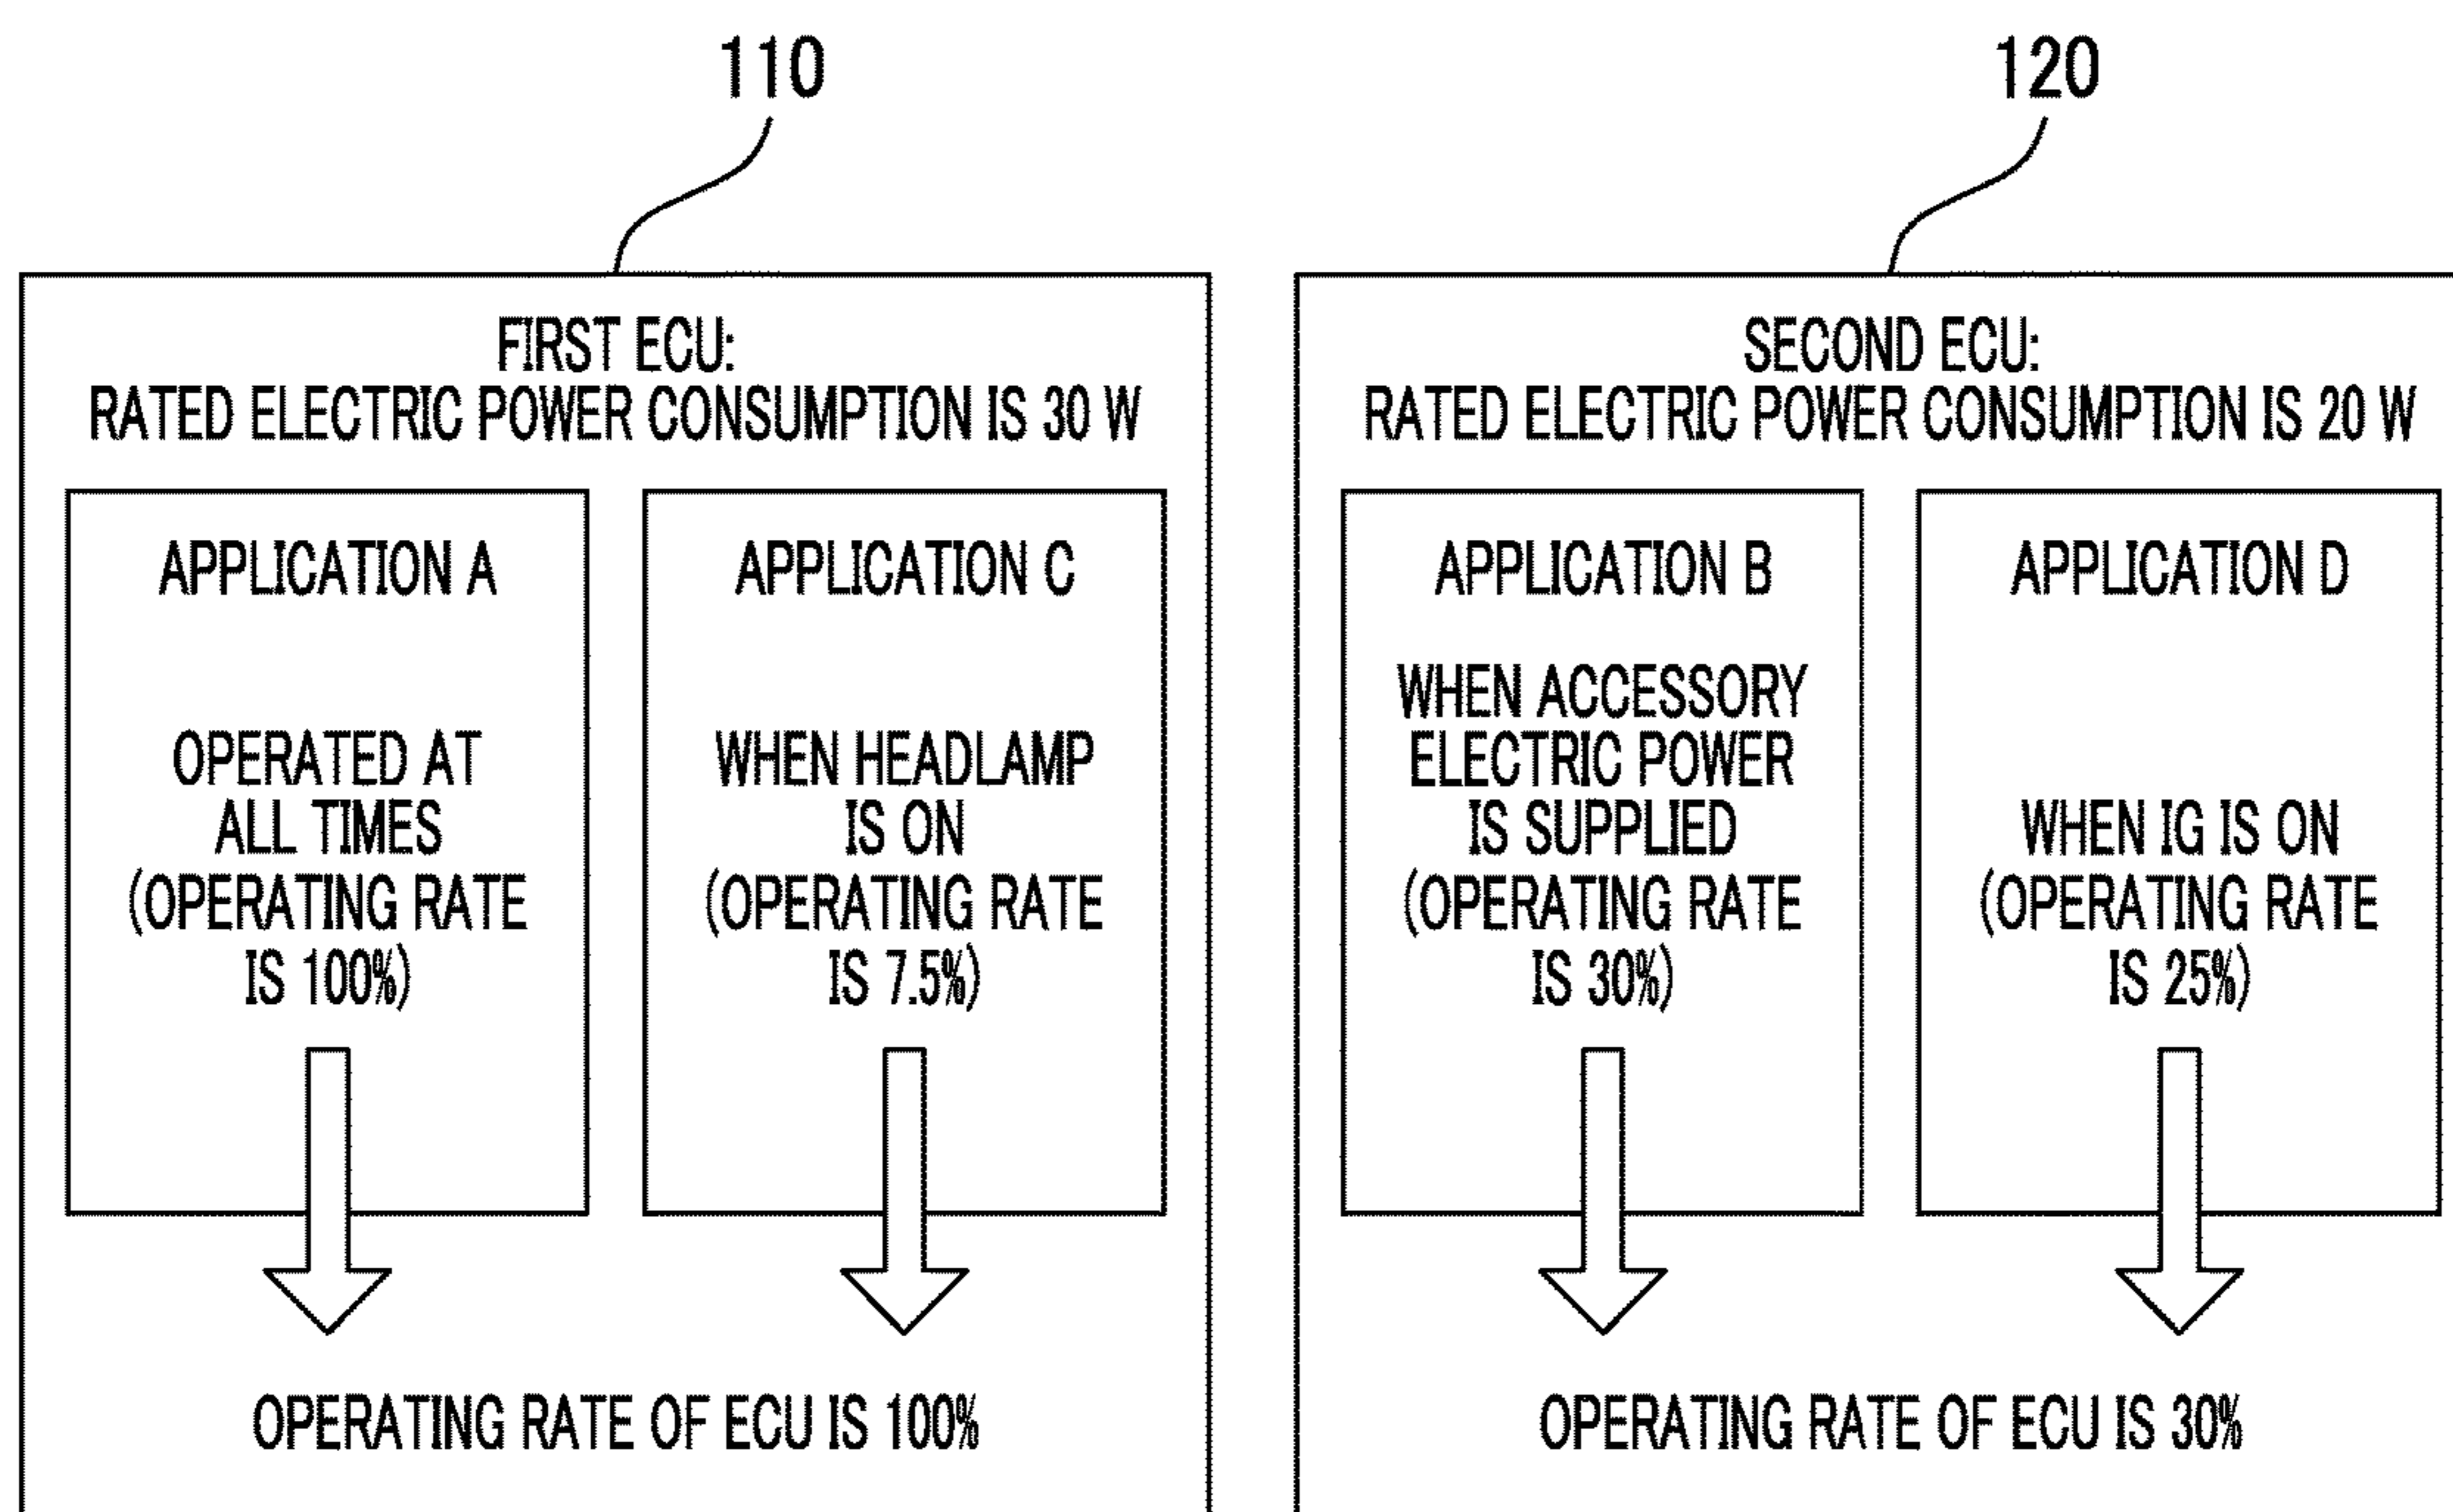 110
120
FIRST ECU:
RATED ELECTRIC POWER CONSUMPTION IS 30 W
APPLICATION A
OPERATED AT
ALL TIMES
(OPERATING RATE
IS 100%)
APPLICATION C
WHEN HEADLAMP
IS ON
(OPERATING RATE
IS 7.5%)
OPERATING RATE OF ECU IS 100%
SECOND ECU:
RATED ELECTRIC POWER CONSUMPTION IS 20 W
APPLICATION B
WHEN ACCESSORY
ELECTRIC POWER
IS SUPPLIED
(OPERATING RATE
IS 30%)
APPLICATION D
WHEN IG IS ON
(OPERATING RATE
IS 25%)
OPERATING RATE OF ECU IS 30%